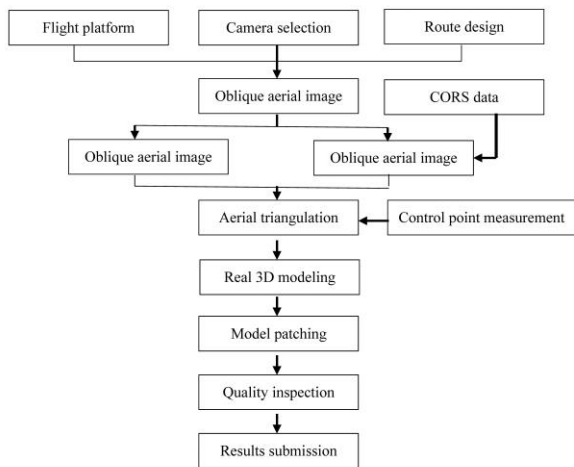 Flight platform
Camera selection
Route design
Oblique aerial image
CORS data
Oblique aerial image
Oblique aerial image
Aerial triangulation
Control point measurement
Real 3D modeling
Model patching
Quality inspection
Results submission